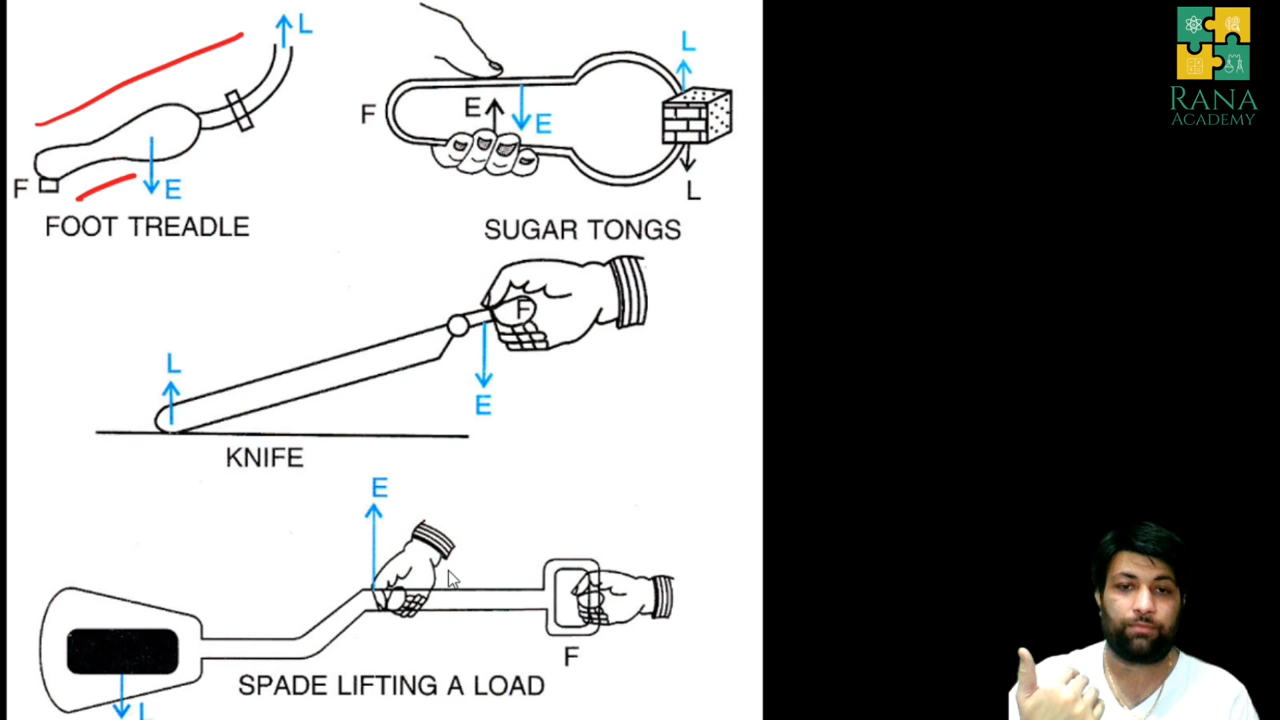 L
F
E
FOOT TREADLE
L
F
E
E
L
SUGAR TONGS
F
L
E
KNIFE
E
F
L
SPADE LIFTING A LOAD
RANA
ACADEMY